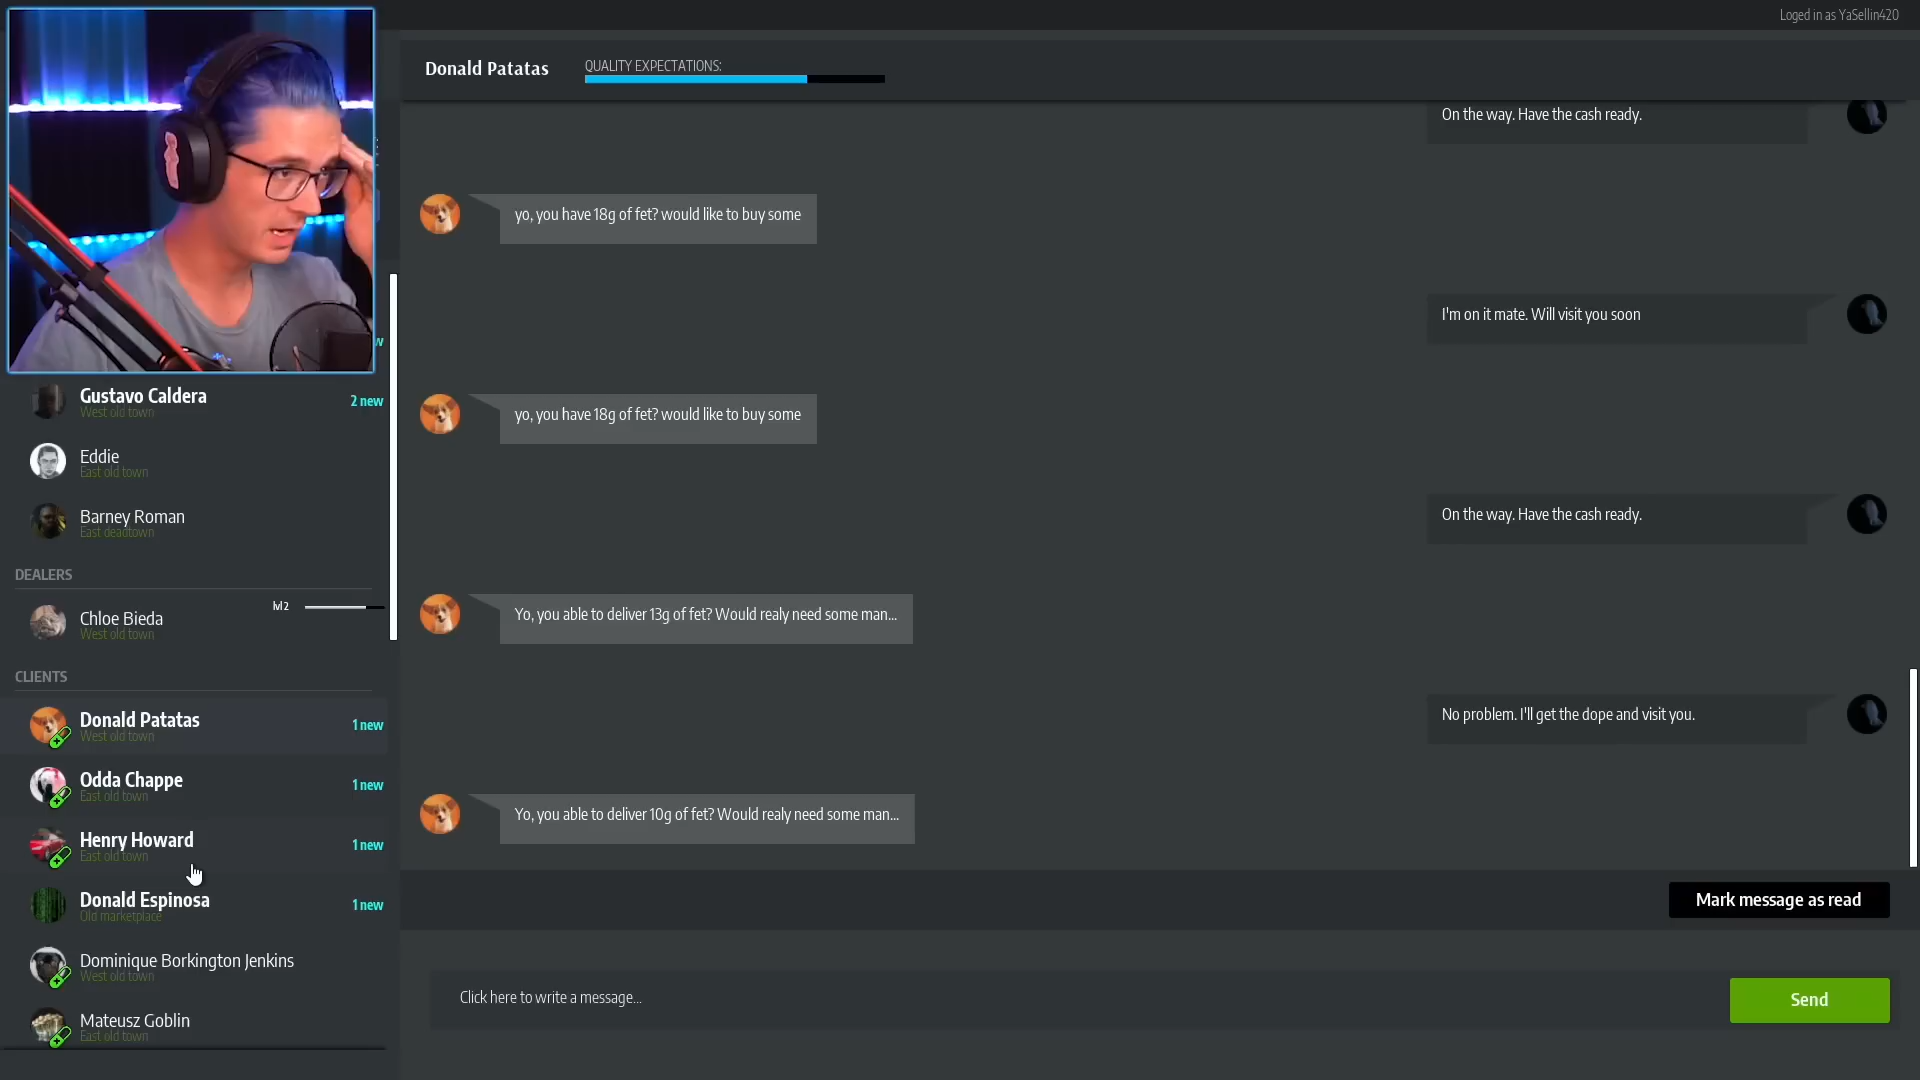 Loged in as YaSellin420
Donald Patatas
QUALITY EXPECTATIONS:
On the way. Have the cash ready.
yo, you have 18g of fet? would like to buy some
I'm on it mate. Will visit you soon
yo, you have 18g of fet? would like to buy some
On the way. Have the cash ready.
Yo, you able to deliver 13g of fet? Would realy need some man...
No problem. I'll get the dope and visit you.
Yo, you able to deliver 10g of fet? Would realy need some man...
Mark message as read
Click here to write a message...
Send
Gustavo Caldera
2 new
West old town
Eddie
East old town
Barney Roman
East deadtown
DEALERS
Chloe Bieda
lvl 2
West old town
CLIENTS
Donald Patatas
1 new
West old town
Odda Chappe
1 new
East old town
Henry Howard
1 new
East old town
Donald Espinosa
1 new
Old marketplace
Dominique Borkington Jenkins
West old town
Mateusz Goblin
East old town